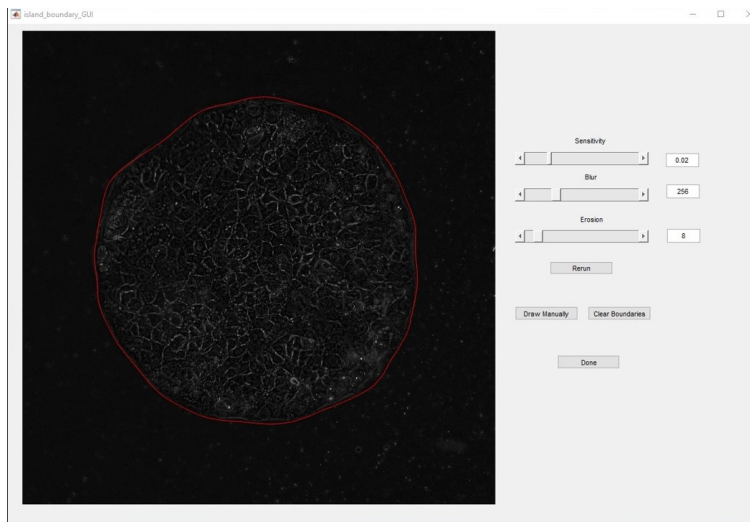 island_boundary_GUI
Sensitivity
0.02
Blur
256
Erosion
8
Rerun
Draw Manually
Clear Boundaries
Done